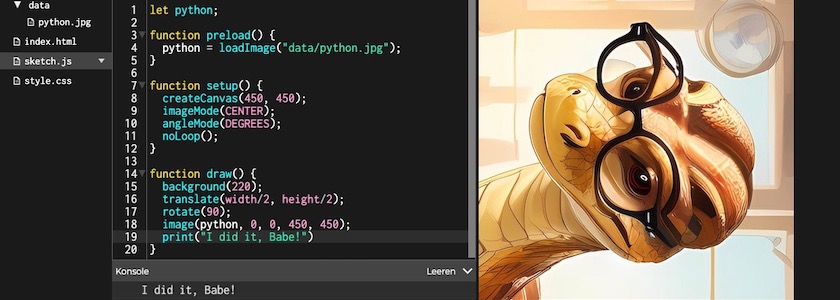 data
python.jpg
index.html
sketch.js
style.css
1 let python;
2
3 function preload() {
4 python = loadImage("data/python.jpg");
5 }
6
7 function setup() {
8 createCanvas(450, 450);
9 imageMode(CENTER);
10 angleMode(DEGREES);
11 noLoop();
12 }
13
14 function draw() {
15 background(220);
16 translate(width/2, height/2);
17 rotate(90);
18 image(python, 0, 0, 450, 450);
19 print("I did it, Babe!")
20 }
Konsole Leeren
I did it, Babe!